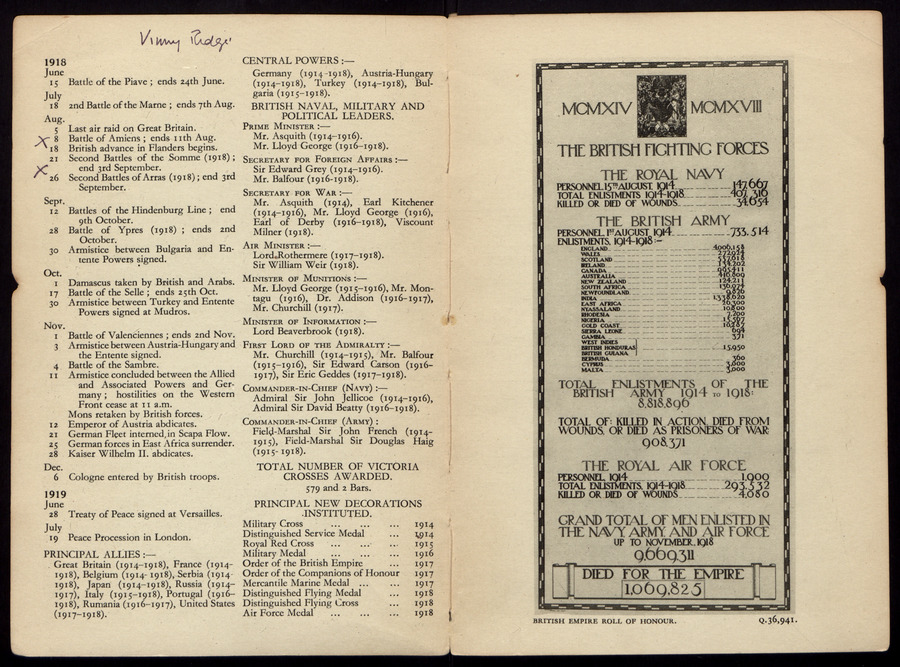 Vimy Ridge
1918
June
15 Battle of the Piave ; ends 24th June.
July
18 2nd Battle of the Marne ; ends 7th Aug.
Aug.
5 Last air raid on Great Britain.
X 8 Battle of Amiens ; ends 11th Aug.
18 British advance in Flanders begins.
21 Second Battles of the Somme (1918) ;
end 3rd September.
X 26 Second Battles of Arras (1918) ; end 3rd
September.
Sept.
12 Battles of the Hindenburg Line ; end
9th October.
28 Battle of Ypres (1918) ; ends 2nd
October.
30 Armistice between Bulgaria and En-
tente Powers signed.
Oct.
1 Damascus taken by British and Arabs.
17 Battle of the Selle ; ends 25th Oct.
30 Armistice between Turkey and Entente
Powers signed at Mudros.
Nov.
1 Battle of Valenciennes ; ends 2nd Nov.
3 Armistice between Austria-Hungary and
the Entente signed.
4 Battle of the Sambre.
11 Armistice concluded between the Allied
and Associated Powers and Ger-
many ; hostilities on the Western
Front cease at 11 a.m.
Mons retaken by British forces.
12 Emperor of Austria abdicates.
21 German Fleet interned in Scapa Flow.
25 German forces in East Africa surrender.
28 Kaiser Wilhelm II. abdicates.
Dec.
6 Cologne entered by British troops.
1919
June
28 Treaty of Peace signed at Versailles.
July
19 Peace Procession in London.
PRINCIPAL ALLIES :—
Great Britain (1914-1918), France (1914-
1918), Belgium (1914-1918), Serbia (1914-
1918), Japan (1914-1918), Russia (1914-
1917), Italy (1915-1918), Portugal (1916-
1918), Rumania (1916-1917), United States
(1917-1918).
CENTRAL POWERS :—
Germany (1914-1918), Austria-Hungary
(1914-1918), Turkey (1914-1918), Bul-
garia (1915-1918).
BRITISH NAVAL, MILITARY AND
POLITICAL LEADERS.
PRIME MINISTER :—
Mr. Asquith (1914-1916).
Mr. Lloyd George (1916-1918).
SECRETARY FOR FOREIGN AFFAIRS :—
Sir Edward Grey (1914-1916).
Mr. Balfour (1916-1918).
SECRETARY FOR WAR :—
Mr. Asquith (1914), Earl Kitchener
(1914-1916), Mr. Lloyd George (1916),
Earl of Derby (1916-1918), Viscount
Milner (1918).
AIR MINISTER :—
Lord Rothermere (1917-1918).
Sir William Weir (1918).
MINISTER OF MUNITIONS :—
Mr. Lloyd George (1915-1916), Mr. Mon-
tagu (1916), Dr. Addison (1916-1917),
Mr. Churchill (1917).
MINISTER OF INFORMATION :—
Lord Beaverbrook (1918).
FIRST LORD OF THE ADMIRALTY :—
Mr. Churchill (1914-1915), Mr. Balfour
(1915-1916), Sir Edward Carson (1916-
1917), Sir Eric Geddes (1917-1918).
COMMANDER-IN-CHIEF (NAVY) :—
Admiral Sir John Jellicoe (1914-1916),
Admiral Sir David Beatty (1916-1918).
COMMANDER-IN-CHIEF (ARMY) :
Field-Marshal Sir John French (1914-
1915), Field-Marshal Sir Douglas Haig
(1915-1918).
TOTAL NUMBER OF VICTORIA
CROSSES AWARDED.
579 and 2 Bars.
PRINCIPAL NEW DECORATIONS
INSTITUTED.
Military Cross ... ... ... 1914
Distinguished Service Medal ... 1914
Royal Red Cross ... ... ... 1915
Military Medal ... ... ... 1916
Order of the British Empire ... 1917
Order of the Companions of Honour 1917
Mercantile Marine Medal ... ... 1917
Distinguished Flying Medal ... 1918
Distinguished Flying Cross ... 1918
Air Force Medal ... ... ... 1918
MCMXIV MCMXVIII
THE BRITISH FIGHTING FORCES
THE ROYAL NAVY
PERSONNEL, 15TH AUGUST, 1914 147,667
TOTAL ENLISTMENTS 1914-1918 407,316
KILLED OR DIED OF WOUNDS 34,654
THE BRITISH ARMY
PERSONNEL, 1ST AUGUST, 1914 733,514
ENLISTMENTS, 1914-1918:-
ENGLAND 4006,158
WALES 272,924
SCOTLAND 557,618
IRELAND
CANADA
AUSTRALIA 416,809
NEW ZEALAND 124,211
SOUTH AFRICA
NEWFOUNDLAND
INDIA 1338,620
EAST AFRICA
NYASSALAND
RHODESIA
NIGERIA
GOLD COAST
SIERRA LEONE
GAMBIA 371
WEST INDIES
BRITISH HONDURAS 15,950
BRITISH GUIANA
BERMUDA 360
CYPRUS 3,000
MALTA 3,000
TOTAL ENLISTMENTS OF THE
BRITISH ARMY 1914 TO 1918:
8,818,896
TOTAL OF: KILLED IN ACTION, DIED FROM
WOUNDS, OR DIED AS PRISONERS OF WAR:
908,371
THE ROYAL AIR FORCE
PERSONNEL, 1914 1,900
TOTAL ENLISTMENTS, 1914-1918 293,532
KILLED OR DIED OF WOUNDS 4,080
GRAND TOTAL OF MEN ENLISTED IN
THE NAVY, ARMY, AND AIR FORCE
UP TO NOVEMBER, 1918
9,669,311
DIED FOR THE EMPIRE
1,069,825
BRITISH EMPIRE ROLL OF HONOUR. Q.36,941.